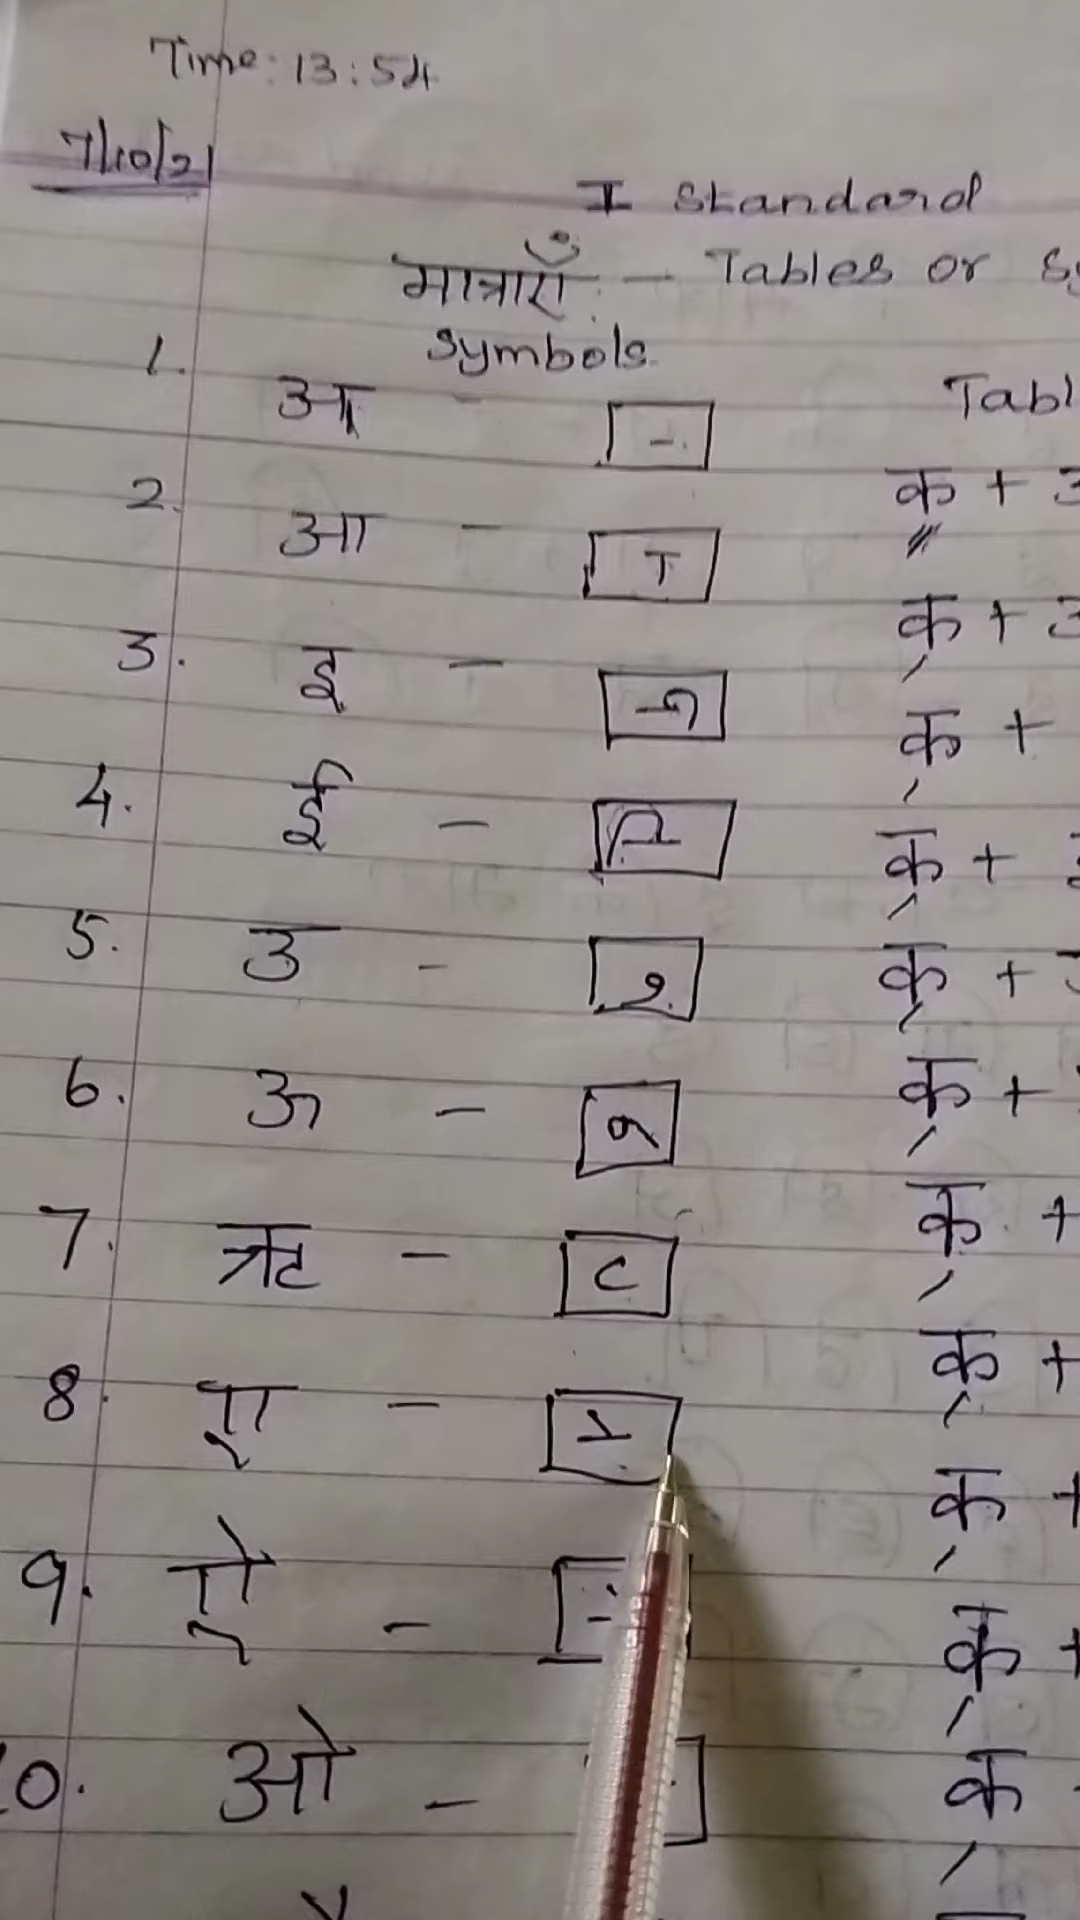 Time: 13:54
7/10/21
I Standard
मात्राएँ :- Tables or Sy
Symbols
Tabl
1. अ - -
क + अ
2. आ - ा
क +
3. इ - ि
क +
4. ई - ी
क +
5. उ - ु
क +
6. ऊ - ू
क +
7. ऋ - ृ
क +
8. ए - े
क +
9. ऐ -
क +
10. ओ -
क